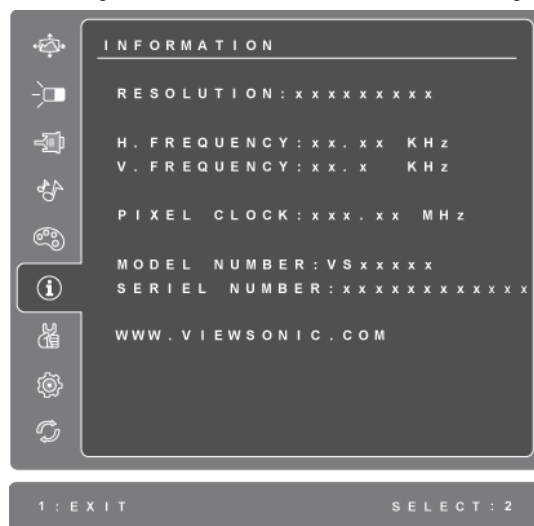 INFORMATION
RESOLUTION:xxxxxxxxx
H. FREQUENCY:xx.xx KHz
V. FREQUENCY:xx.x KHz
PIXEL CLOCK:xxx.xx MHz
MODEL NUMBER:VSxxxxx
SERIEL NUMBER:xxxxxxxxxxxx
WWW.VIEWSONIC.COM
1:EXIT SELECT:2